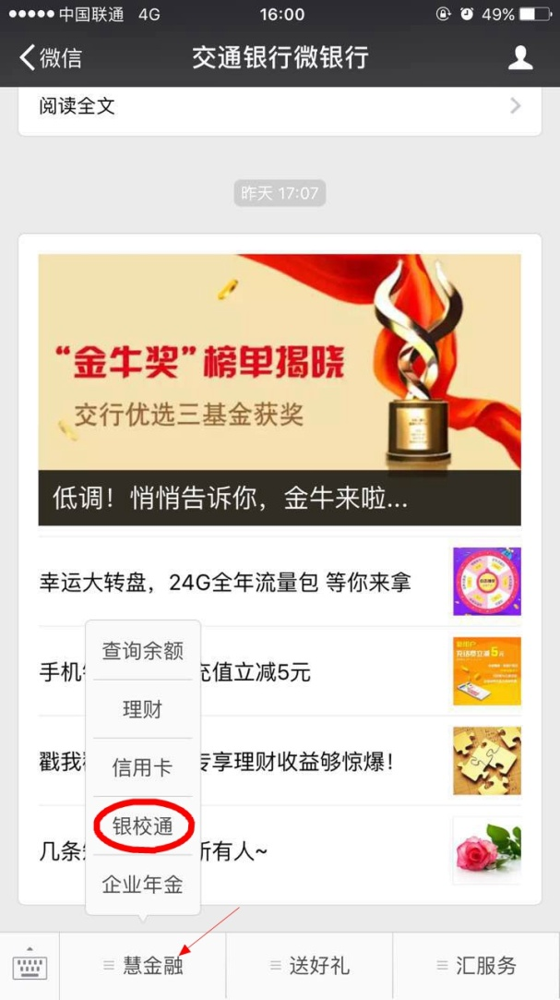 中国联通 4G 16:00 49%
微信 交通银行微银行
阅读全文
昨天 17:07
“金牛奖”榜单揭晓
交行优选三基金获奖
低调！悄悄告诉你，金牛来啦...
幸运大转盘，24G全年流量包 等你来拿
查询余额
手机 充值立减5元
理财
信用卡
戳我 专享理财收益够惊爆！
银校通
几条 所有人~
企业年金
慧金融 送好礼 汇服务